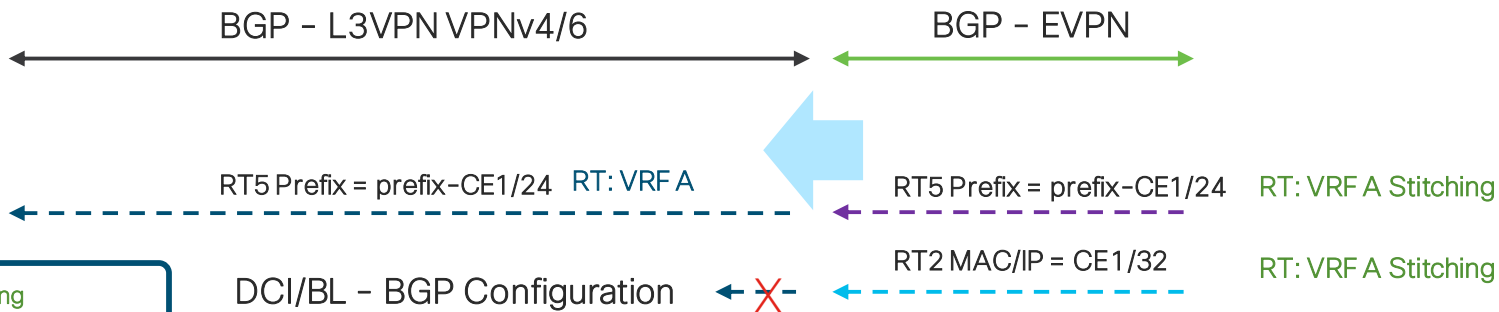 BGP - L3VPN VPNv4/6
BGP - EVPN
RT5 Prefix = prefix-CE1/24 RT: VRF A
RT5 Prefix = prefix-CE1/24 RT: VRF A Stitching
RT2 MAC/IP = CE1/32 RT: VRF A Stitching
DCI/BL - BGP Configuration